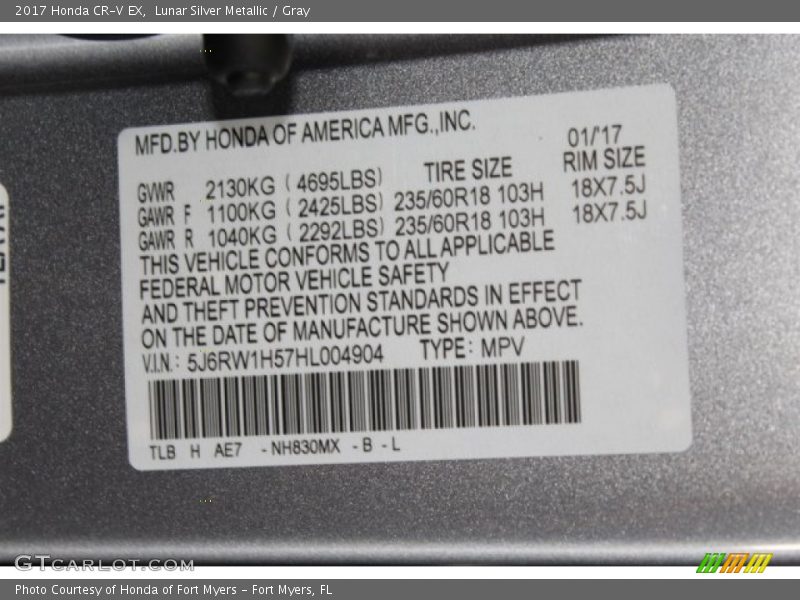 2017 Honda CR-V EX,  Lunar Silver Metallic / Gray
MFD.BY HONDA OF AMERICA MFG.,INC.
01/'17
TIRE SIZE RIM SIZE
GVWR 2130KG ( 4695LBS)
GAWR F 1100KG ( 2425LBS) 235/60R18 103H 18X7.5J
GAWR R 1040KG ( 2292LBS) 235/60R18 103H 18X7.5J
THIS VEHICLE CONFORMS TO ALL APPLICABLE
FEDERAL MOTOR VEHICLE SAFETY
AND THEFT PREVENTION STANDARDS IN EFFECT
ON THE DATE OF MANUFACTURE SHOWN ABOVE.
V.I.N.: 5J6RW1H57HL004904 TYPE: MPV
TLB H AE7 -NH830MX -B -L
GTCARLOT.COM
Photo Courtesy of Honda of Fort Myers - Fort Myers, FL